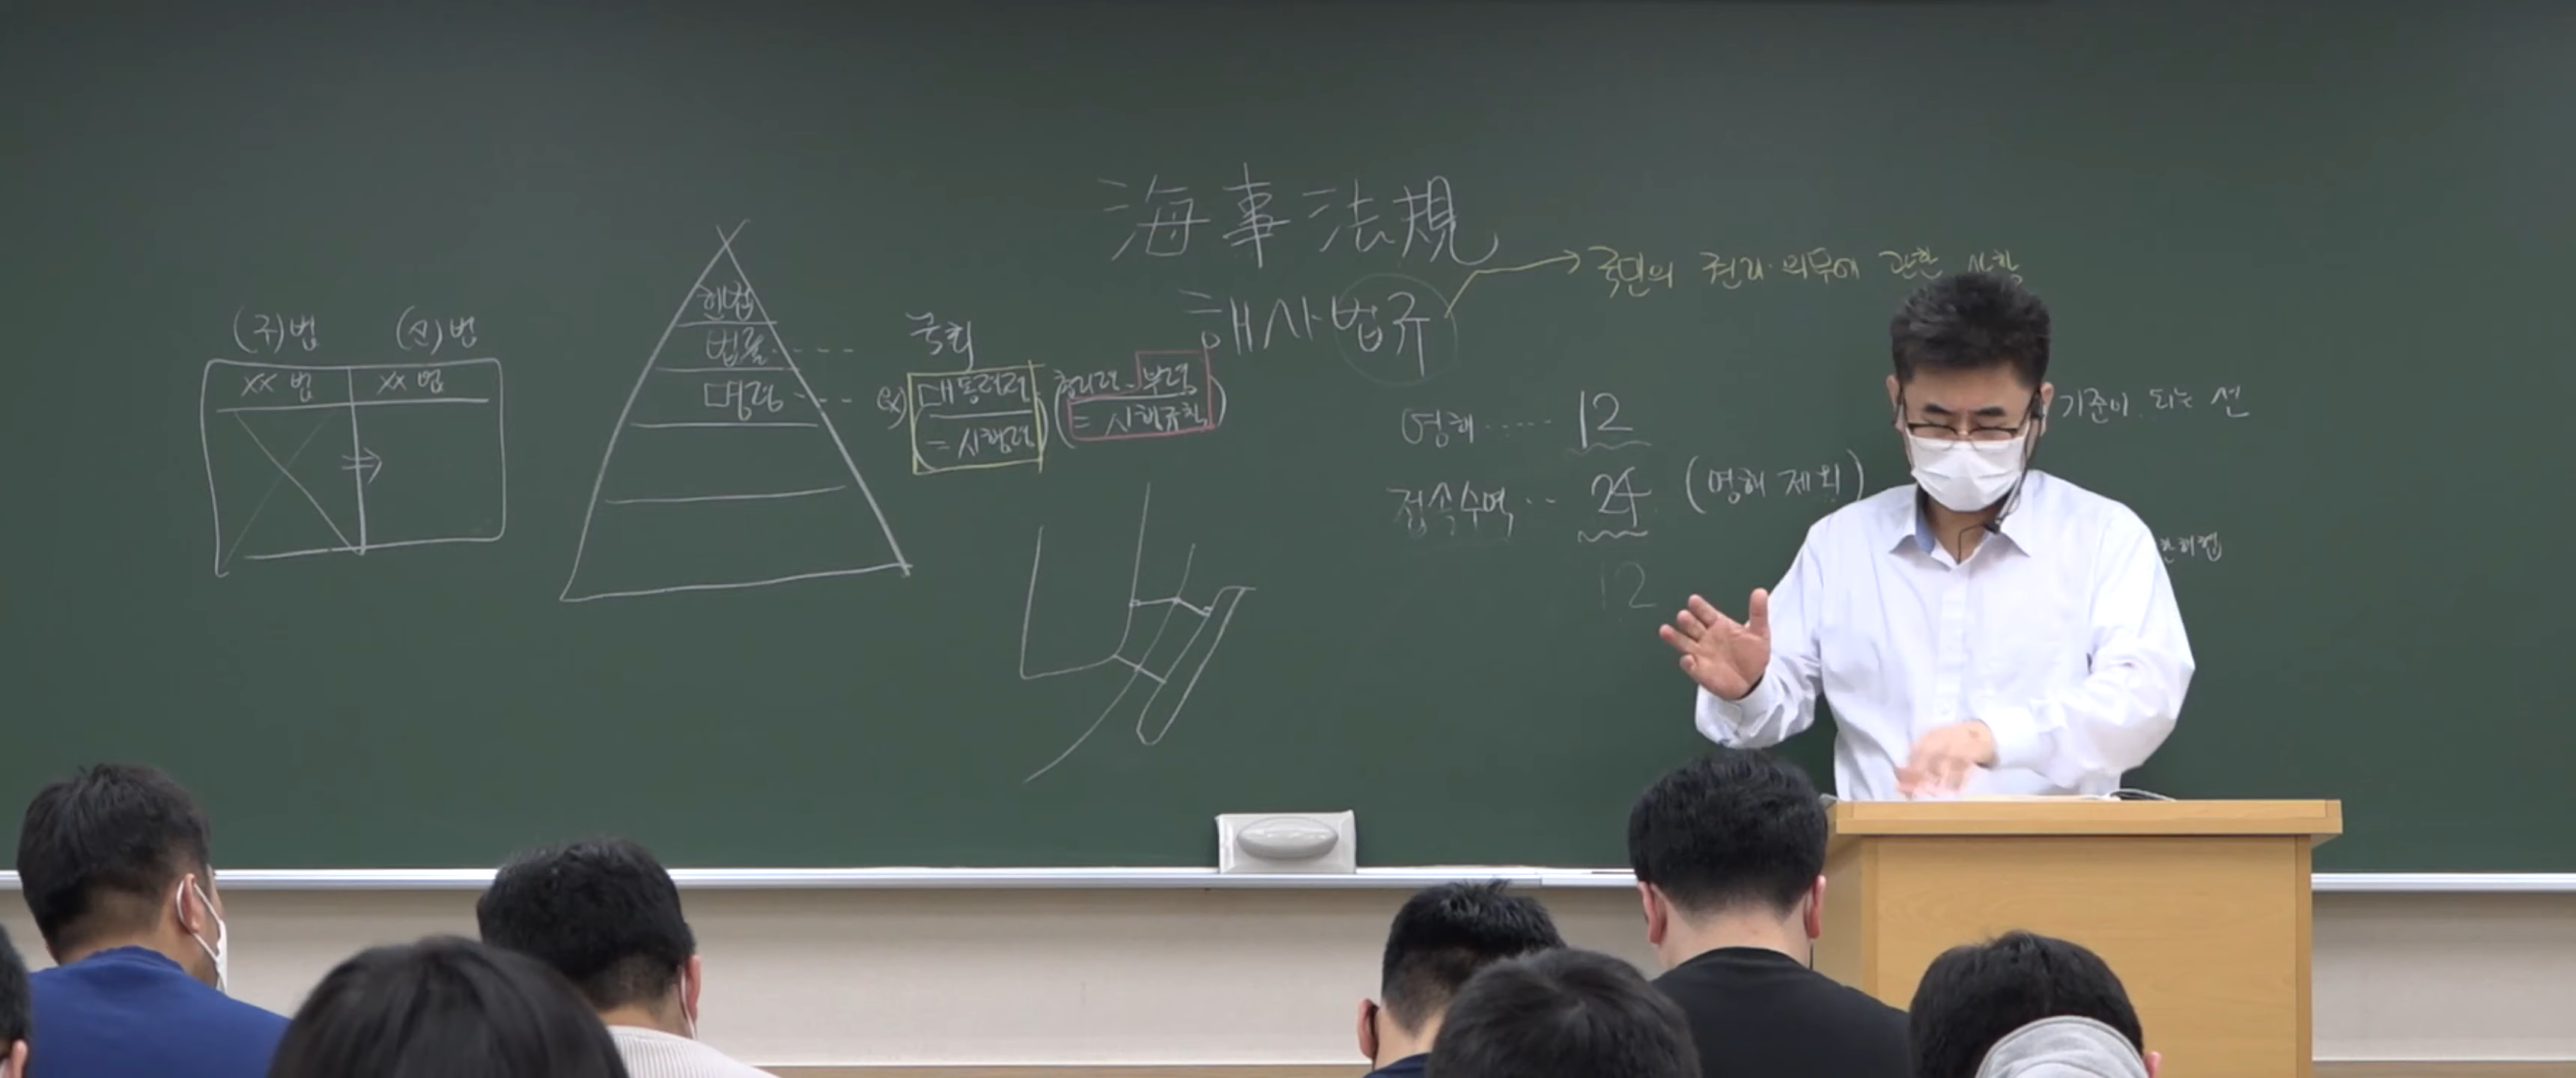 海事法規
해사법규
국민의 권리·의무에 관한 사항
(구)법 (신)법
XX 법 XX 법
헌법
법률 ---- 국회
명령 --- ex) 대통령령 (총리령, 부령
(= 시행령) = 시행규칙)
영해 ····· 12
기준이 되는 선
접속수역 ·· 24 (영해 제외)
12